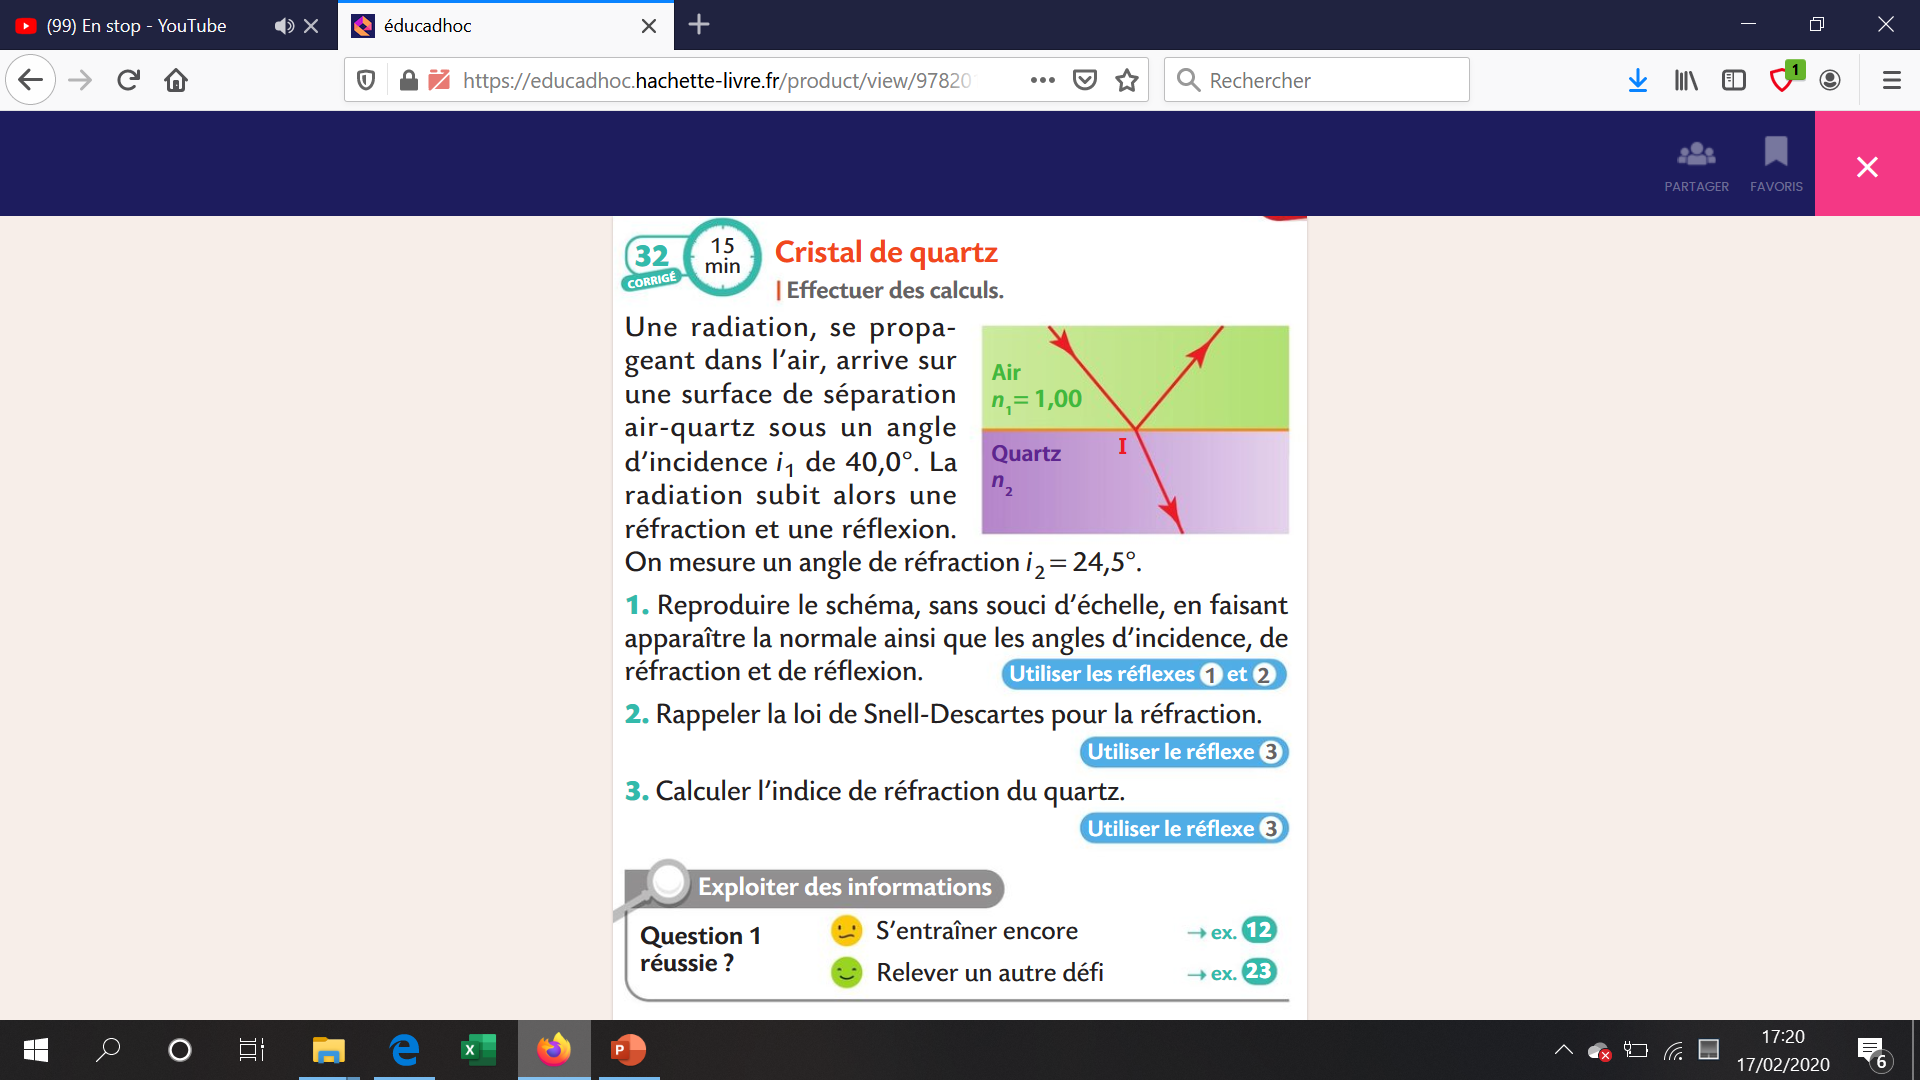 (99) En stop - YouTube
éducadhoc
https://educadhoc.hachette-livre.fr/product/view/97820
Rechercher
1
PARTAGER
FAVORIS
32
CORRIGÉ
15
min
Cristal de quartz
Effectuer des calculs.
Une radiation, se propa-
geant dans l'air, arrive sur
une surface de séparation
air-quartz sous un angle
d'incidence i₁ de 40,0°. La
radiation subit alors une
réfraction et une réflexion.
On mesure un angle de réfraction i₂ = 24,5°.
Air
n₁ = 1,00
I
Quartz
n₂
1. Reproduire le schéma, sans souci d'échelle, en faisant
apparaître la normale ainsi que les angles d'incidence, de
réfraction et de réflexion.
Utiliser les réflexes 1 et 2
2. Rappeler la loi de Snell-Descartes pour la réfraction.
Utiliser le réflexe 3
3. Calculer l'indice de réfraction du quartz.
Utiliser le réflexe 3
Exploiter des informations
Question 1
réussie ?
S'entraîner encore
→ ex. 12
Relever un autre défi
→ ex. 23
17:20
17/02/2020
6